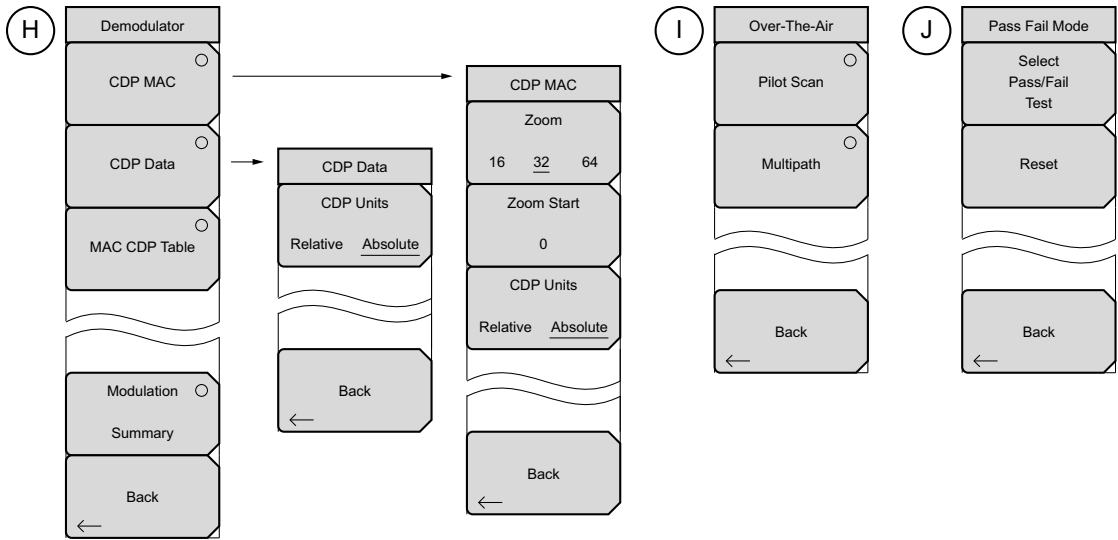 H
Demodulator
CDP MAC
CDP Data
MAC CDP Table
Modulation
Summary
Back
CDP Data
CDP Units
Relative Absolute
Back
CDP MAC
Zoom
16 32 64
Zoom Start
0
CDP Units
Relative Absolute
Back
I
Over-The-Air
Pilot Scan
Multipath
Back
J
Pass Fail Mode
Select
Pass/Fail
Test
Reset
Back